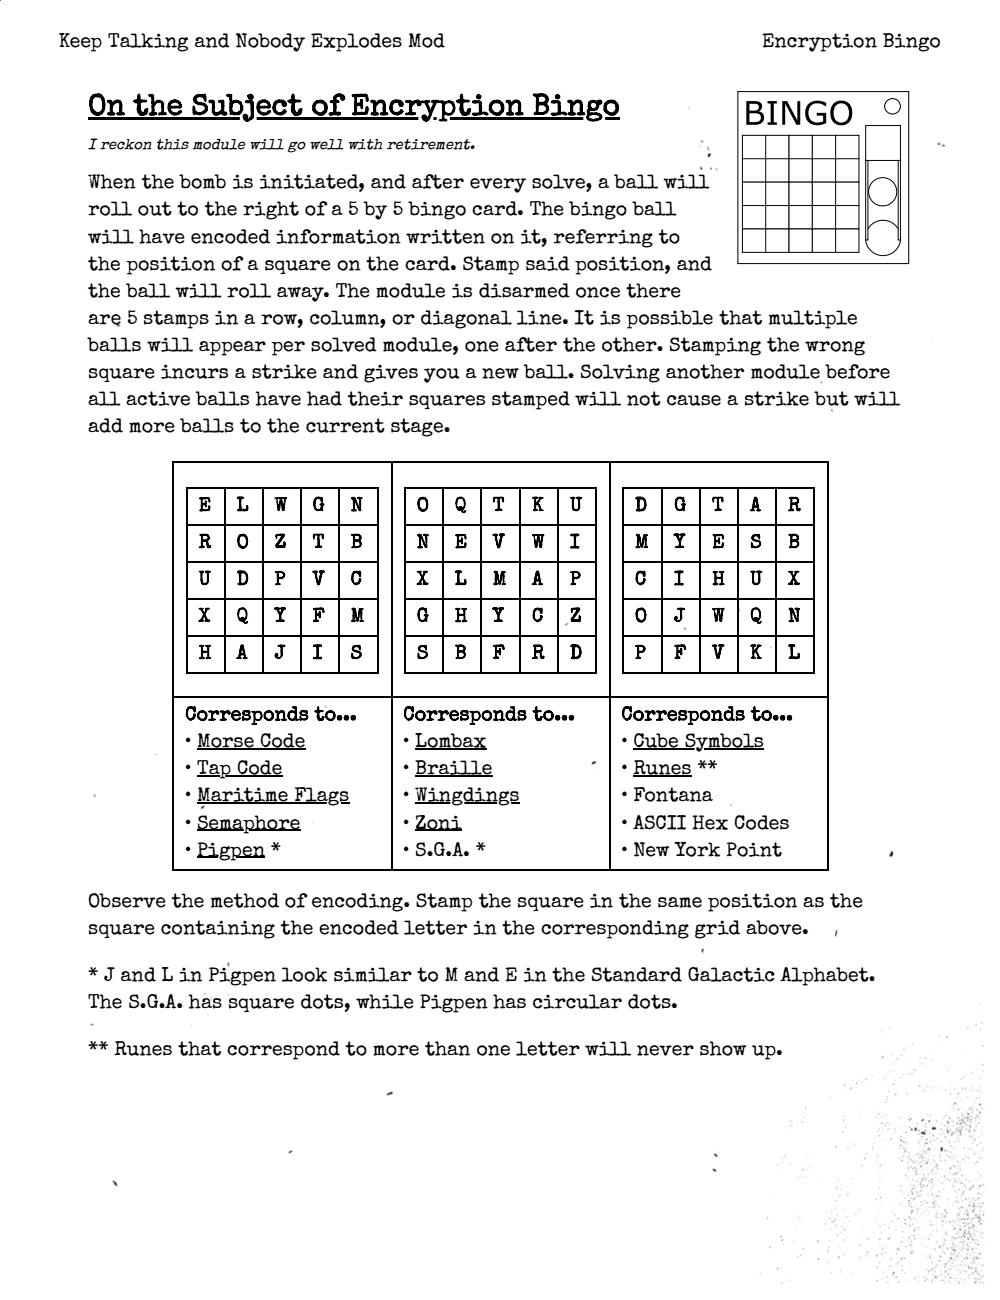 Keep Talking and Nobody Explodes Mod
Encryption Bingo
On the Subject of Encryption Bingo
I reckon this module will go well with retirement.
BINGO
When the bomb is initiated, and after every solve, a ball will
roll out to the right of a 5 by 5 bingo card. The bingo ball
will have encoded information written on it, referring to
the position of a square on the card. Stamp said position, and
the ball will roll away. The module is disarmed once there
are 5 stamps in a row, column, or diagonal line. It is possible that multiple
balls will appear per solved module, one after the other. Stamping the wrong
square incurs a strike and gives you a new ball. Solving another module before
all active balls have had their squares stamped will not cause a strike but will
add more balls to the current stage.
E L W G N
R O Z T B
U D P V C
X Q Y F M
H A J I S
O Q T K U
N E V W I
X L M A P
G H Y C Z
S B F R D
D G T A R
M Y E S B
C I H U X
O J W Q N
P F V K L
Corresponds to...
• Morse Code
• Tap Code
• Maritime Flags
• Semaphore
• Pigpen *
Corresponds to...
• Lombax
• Braille
• Wingdings
• Zoni
• S.G.A. *
Corresponds to...
• Cube Symbols
• Runes **
• Fontana
• ASCII Hex Codes
• New York Point
Observe the method of encoding. Stamp the square in the same position as the
square containing the encoded letter in the corresponding grid above.
* J and L in Pigpen look similar to M and E in the Standard Galactic Alphabet.
The S.G.A. has square dots, while Pigpen has circular dots.
** Runes that correspond to more than one letter will never show up.